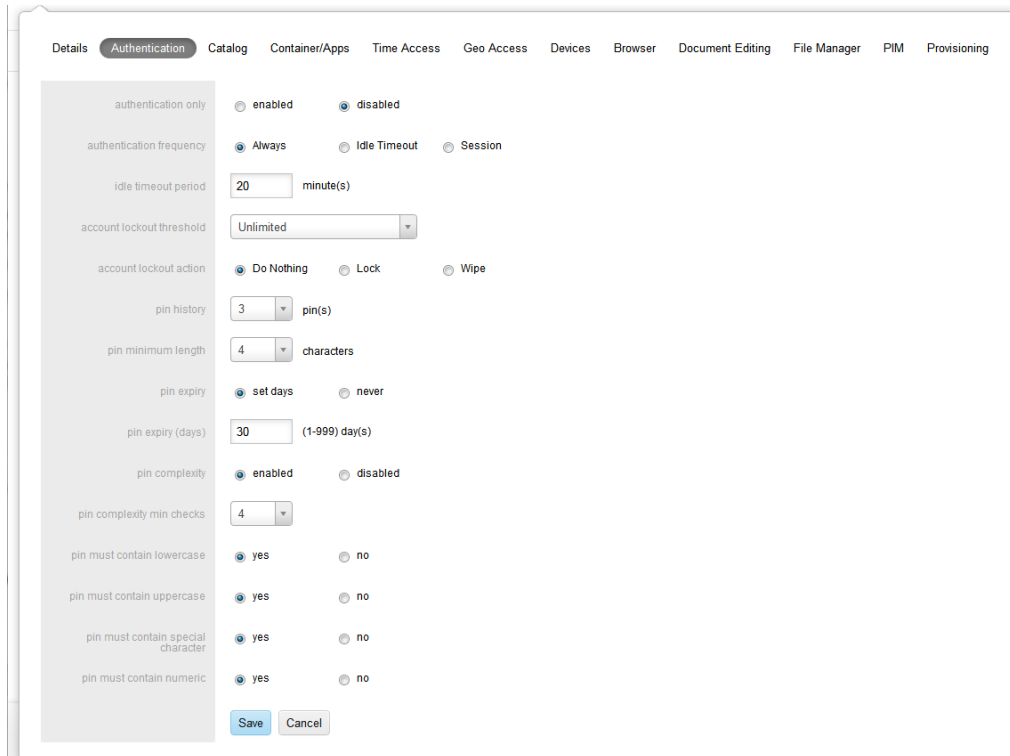 Details Authentication Catalog Container/Apps Time Access Geo Access Devices Browser Document Editing File Manager PIM Provisioning
authentication only enabled disabled
authentication frequency Always Idle Timeout Session
idle timeout period 20 minute(s)
account lockout threshold Unlimited
account lockout action Do Nothing Lock Wipe
pin history 3 pin(s)
pin minimum length 4 characters
pin expiry set days never
pin expiry (days) 30 (1-999) day(s)
pin complexity enabled disabled
pin complexity min checks 4
pin must contain lowercase yes no
pin must contain uppercase yes no
pin must contain special
character yes no
pin must contain numeric yes no
Save Cancel